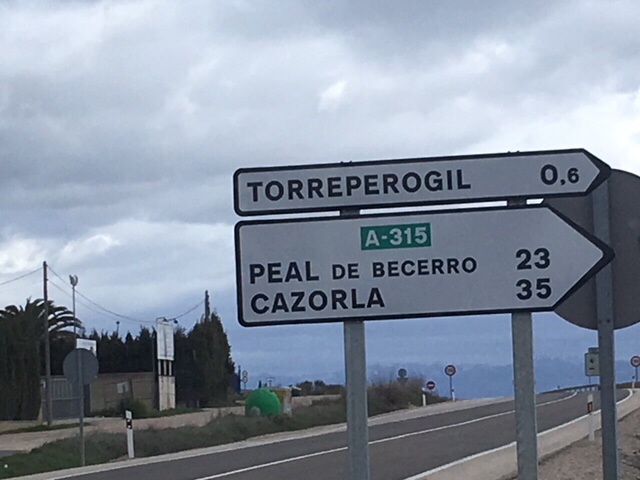 TORREPEROGIL 0,6
A-315
PEAL DE BECERRO 23
CAZORLA 35